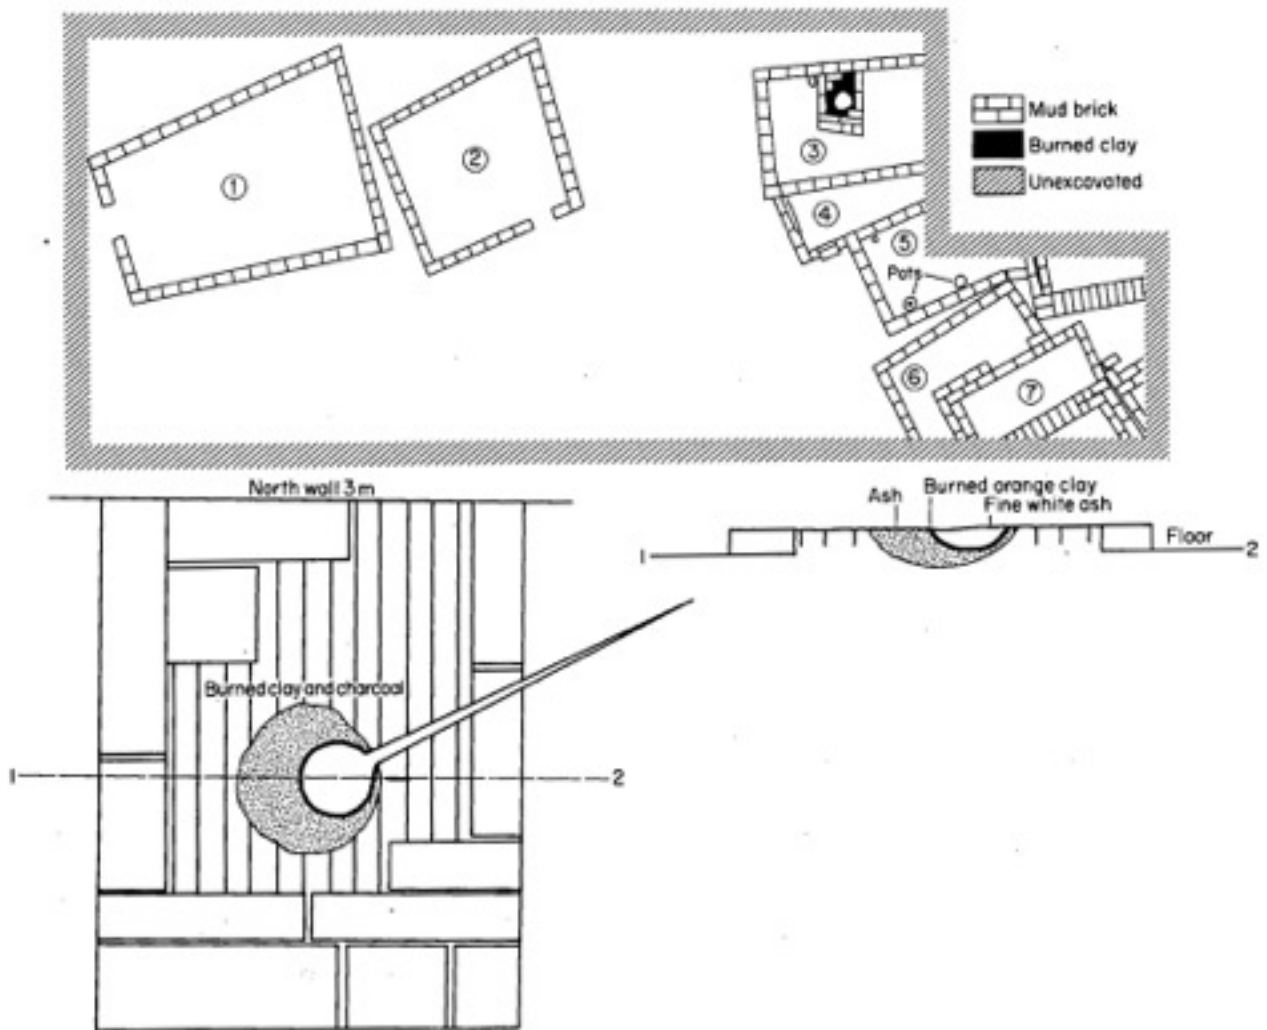 1
2
3
4
5
Pots
6
7
Mud brick
Burned clay
Unexcavated
North wall 3 m
Burned clay and charcoal
1
2
Ash
Burned orange clay
Fine white ash
Floor
1
2